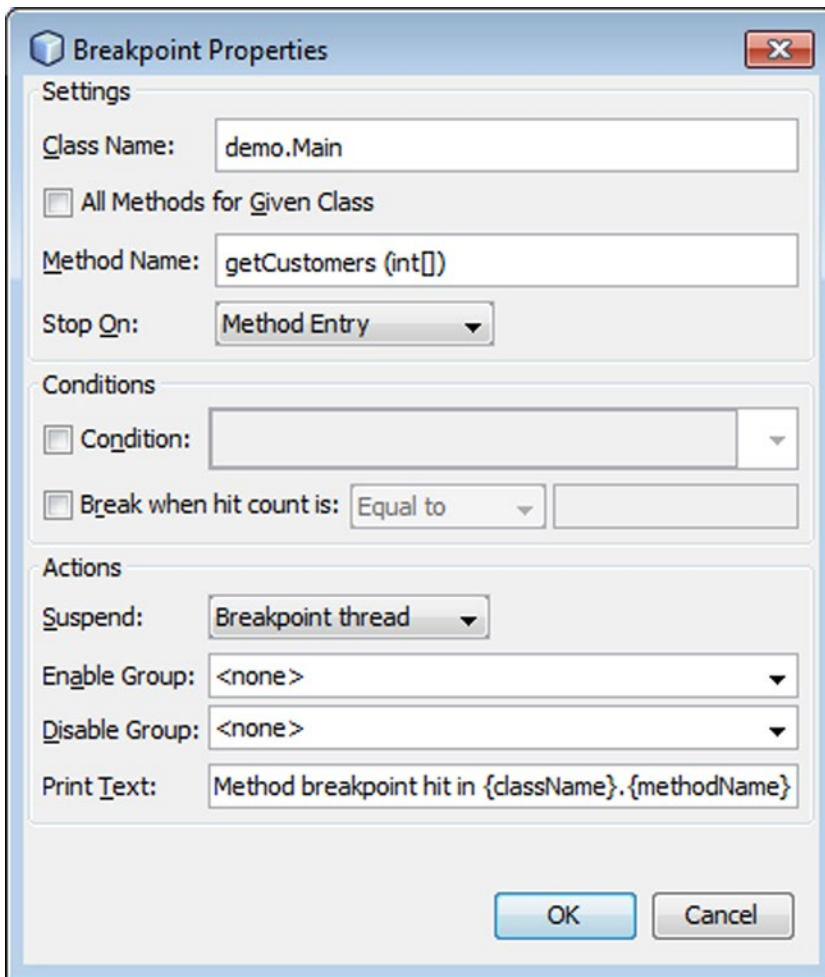 Breakpoint Properties
Settings
Class Name: demo.Main
All Methods for Given Class
Method Name: getCustomers (int[])
Stop On: Method Entry
Conditions
Condition:
Break when hit count is: Equal to
Actions
Suspend: Breakpoint thread
Enable Group: <none>
Disable Group: <none>
Print Text: Method breakpoint hit in {className}.{methodName}
OK Cancel